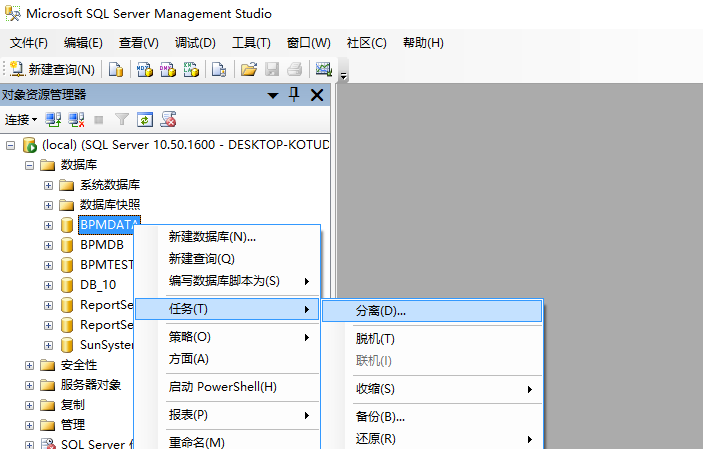 Microsoft SQL Server Management Studio
文件(F) 编辑(E) 查看(V) 调试(D) 工具(T) 窗口(W) 社区(C) 帮助(H)
新建查询(N)
对象资源管理器
连接
(local) (SQL Server 10.50.1600 - DESKTOP-KOTUD
数据库
系统数据库
数据库快照
BPMDATA
BPMDB
BPMTEST
DB_10
ReportSe
ReportSe
SunSystem
安全性
服务器对象
复制
管理
SQL Server
新建数据库(N)...
新建查询(Q)
编写数据库脚本为(S)
任务(T)
策略(O)
方面(A)
启动 PowerShell(H)
报表(P)
重命名(M)
分离(D)...
脱机(T)
联机(I)
收缩(S)
备份(B)...
还原(R)